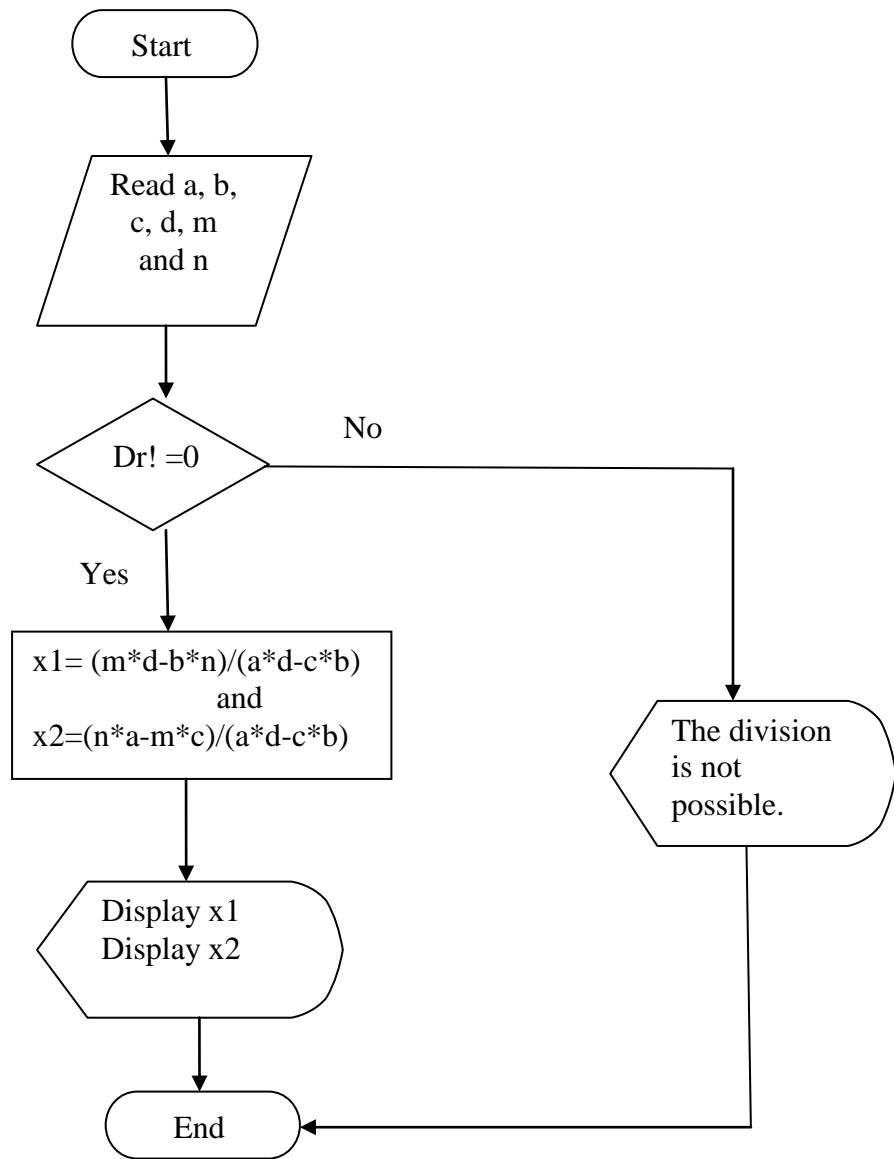 Start
Read a, b,
c, d, m
and n
Dr! =0
No
Yes
x1= (m*d-b*n)/(a*d-c*b)
and
x2=(n*a-m*c)/(a*d-c*b)
The division
is not
possible.
Display x1
Display x2
End